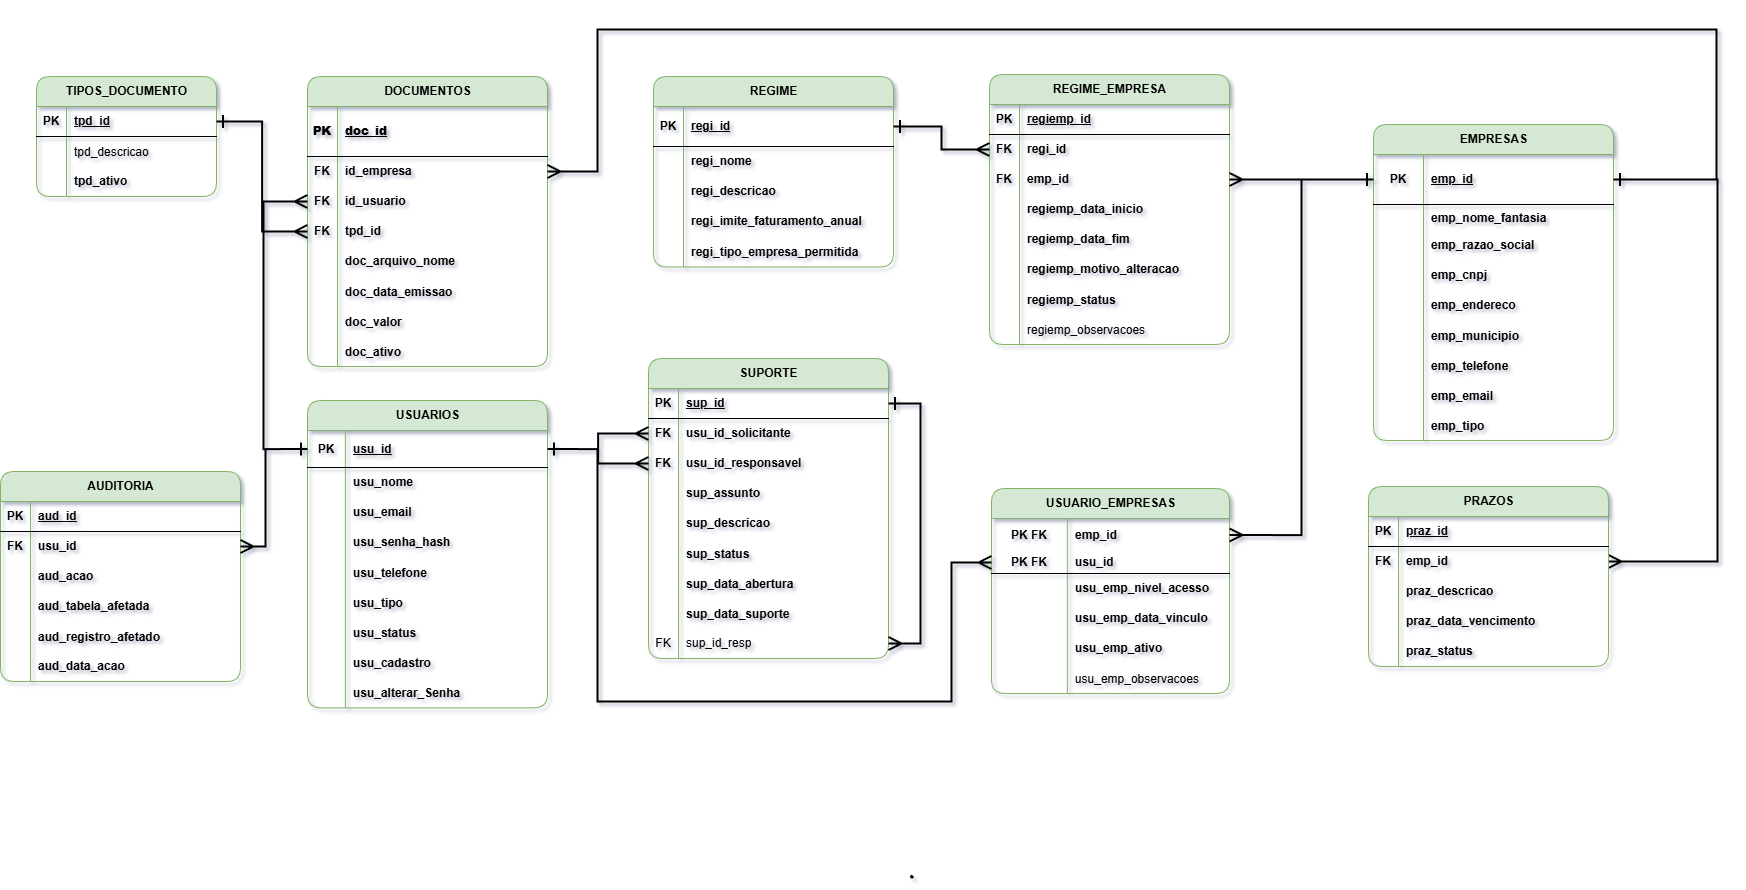 TIPOS_DOCUMENTO
PK tpd_id
tpd_descricao
tpd_ativo
DOCUMENTOS
PK doc_id
FK id_empresa
FK id_usuario
FK tpd_id
doc_arquivo_nome
doc_data_emissao
doc_valor
doc_ativo
REGIME
PK regi_id
regi_nome
regi_descricao
regi_imite_faturamento_anual
regi_tipo_empresa_permitida
REGIME_EMPRESA
PK regiemp_id
FK regi_id
FK emp_id
regiemp_data_inicio
regiemp_data_fim
regiemp_motivo_alteracao
regiemp_status
regiemp_observacoes
EMPRESAS
PK emp_id
emp_nome_fantasia
emp_razao_social
emp_cnpj
emp_endereco
emp_municipio
emp_telefone
emp_email
emp_tipo
AUDITORIA
PK aud_id
FK usu_id
aud_acao
aud_tabela_afetada
aud_registro_afetado
aud_data_acao
USUARIOS
PK usu_id
usu_nome
usu_email
usu_senha_hash
usu_telefone
usu_tipo
usu_status
usu_cadastro
usu_alterar_Senha
SUPORTE
PK sup_id
FK usu_id_solicitante
FK usu_id_responsavel
sup_assunto
sup_descricao
sup_status
sup_data_abertura
sup_data_suporte
FK sup_id_resp
USUARIO_EMPRESAS
PK FK emp_id
PK FK usu_id
usu_emp_nivel_acesso
usu_emp_data_vinculo
usu_emp_ativo
usu_emp_observacoes
PRAZOS
PK praz_id
FK emp_id
praz_descricao
praz_data_vencimento
praz_status
.